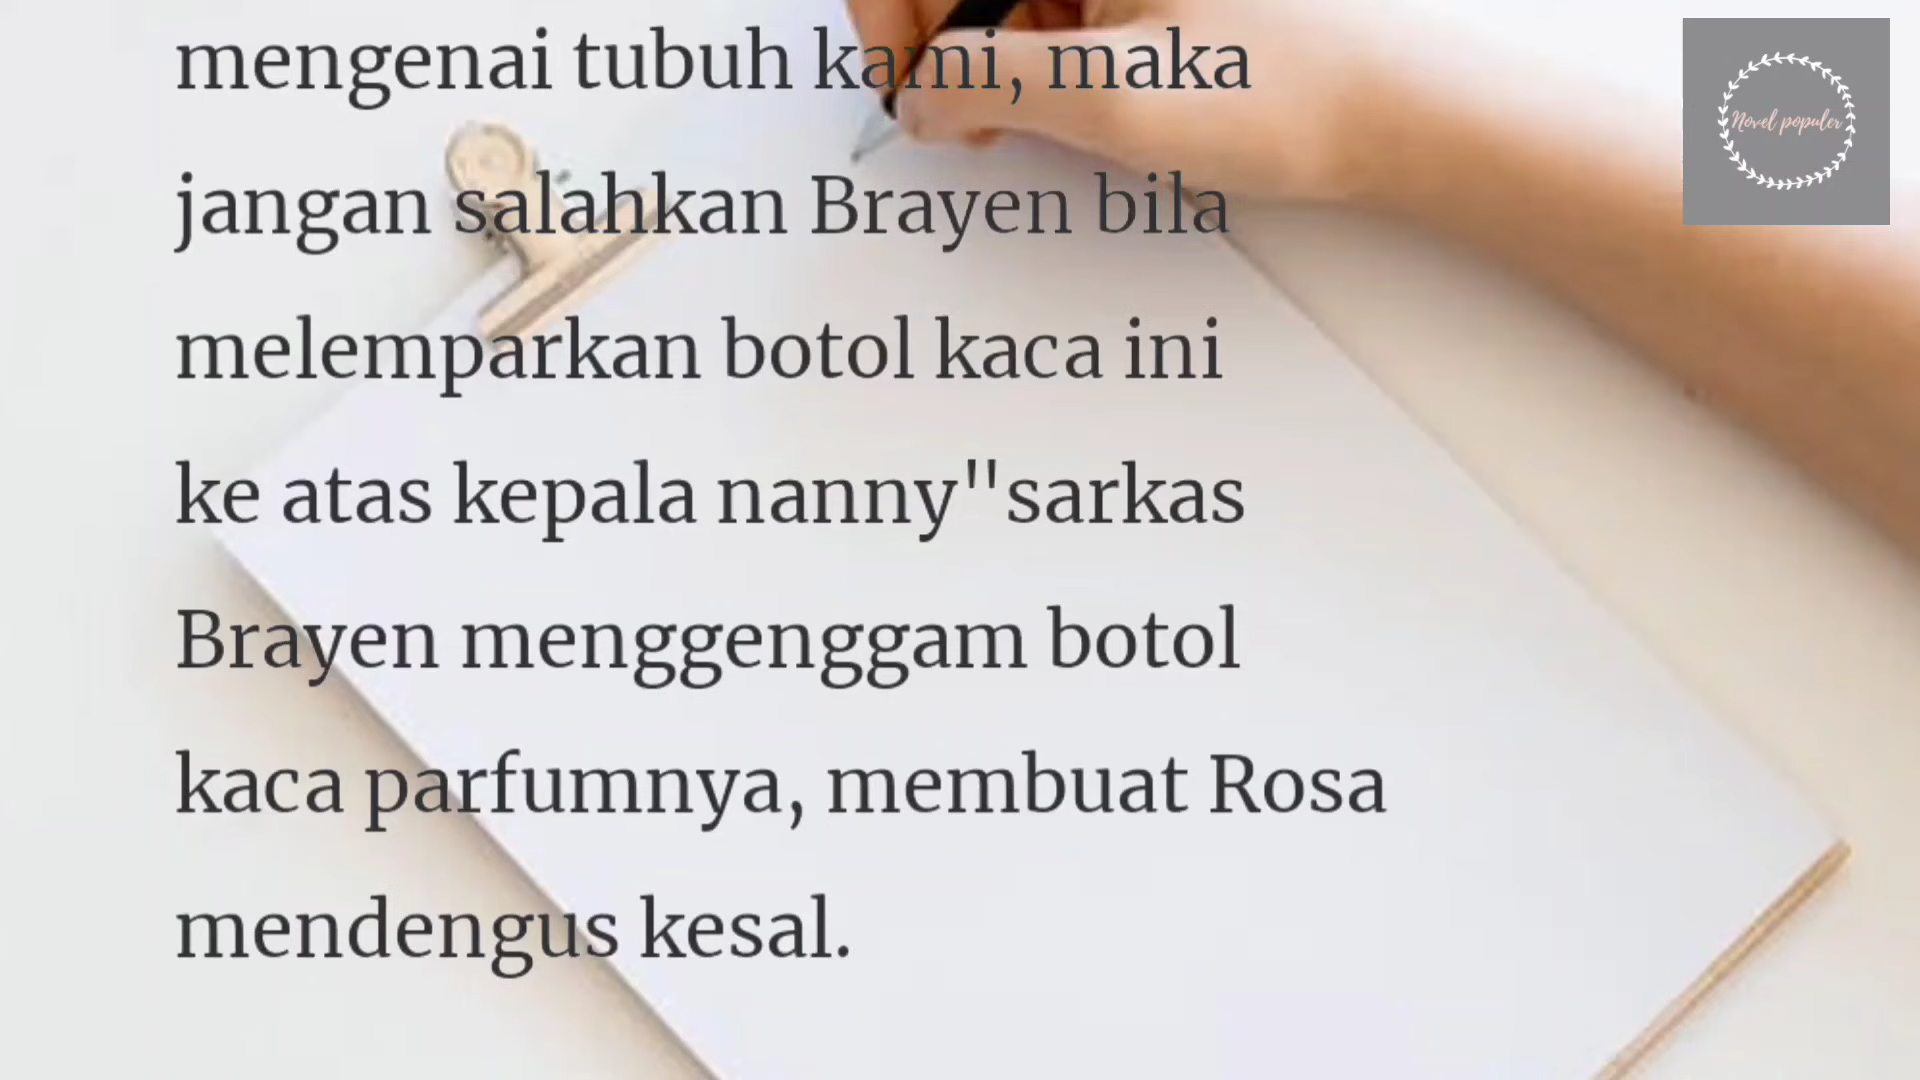 mengenai tubuh kami, maka
jangan salahkan Brayen bila
melemparkan botol kaca ini
ke atas kepala nanny"sarkas
Brayen menggenggam botol
kaca parfumnya, membuat Rosa
mendengus kesal.
Novel populer